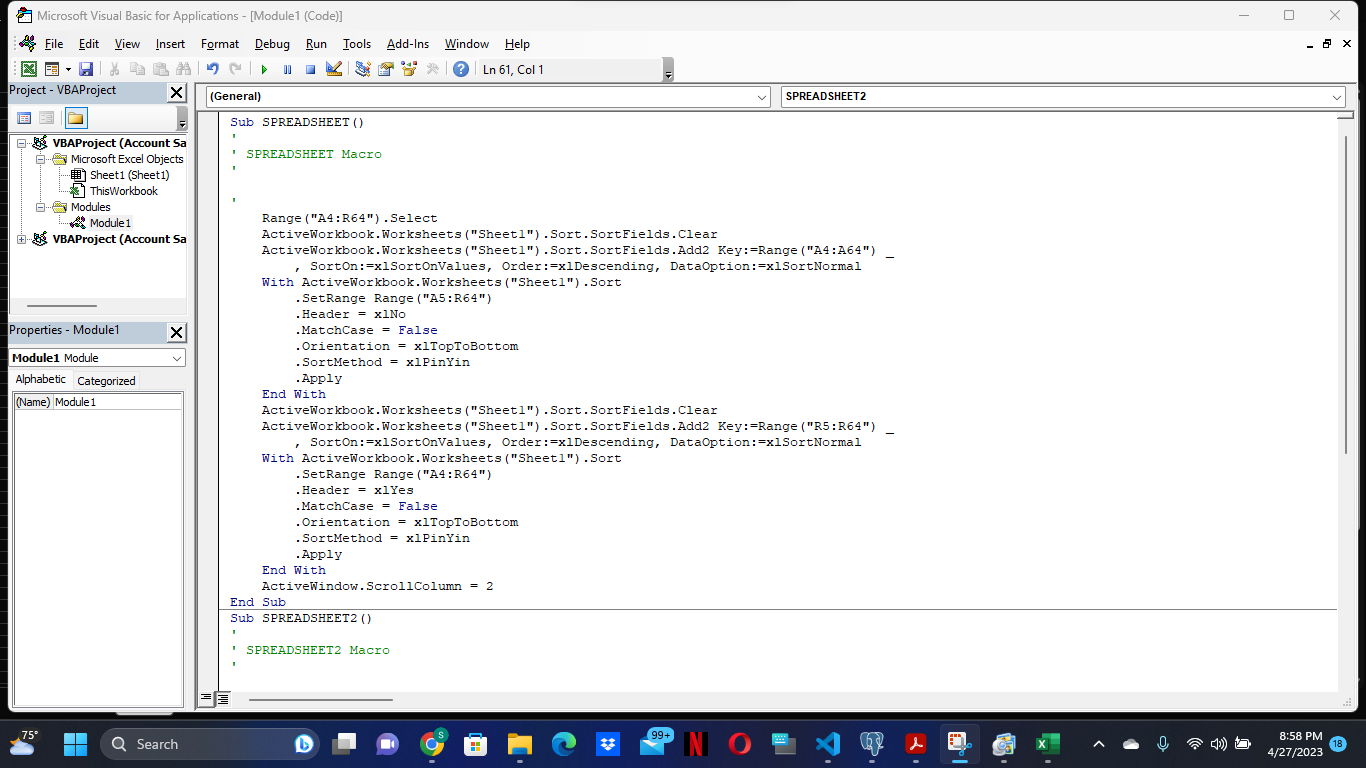 Microsoft Visual Basic for Applications - [Module1 (Code)]
File Edit View Insert Format Debug Run Tools Add-Ins Window Help
Ln 61, Col 1
Project - VBAProject
(General)
SPREADSHEET2
VBAProject (Account Sa
Microsoft Excel Objects
Sheet1 (Sheet1)
ThisWorkbook
Modules
Module1
VBAProject (Account Sa
Properties - Module1
Module1 Module
Alphabetic Categorized
(Name) Module1
Sub SPREADSHEET()
'
' SPREADSHEET Macro
'
'
Range("A4:R64").Select
ActiveWorkbook.Worksheets("Sheet1").Sort.SortFields.Clear
ActiveWorkbook.Worksheets("Sheet1").Sort.SortFields.Add2 Key:=Range("A4:A64") _
, SortOn:=xlSortOnValues, Order:=xlDescending, DataOption:=xlSortNormal
With ActiveWorkbook.Worksheets("Sheet1").Sort
.SetRange Range("A5:R64")
.Header = xlNo
.MatchCase = False
.Orientation = xlTopToBottom
.SortMethod = xlPinYin
.Apply
End With
ActiveWorkbook.Worksheets("Sheet1").Sort.SortFields.Clear
ActiveWorkbook.Worksheets("Sheet1").Sort.SortFields.Add2 Key:=Range("R5:R64") _
, SortOn:=xlSortOnValues, Order:=xlDescending, DataOption:=xlSortNormal
With ActiveWorkbook.Worksheets("Sheet1").Sort
.SetRange Range("A4:R64")
.Header = xlYes
.MatchCase = False
.Orientation = xlTopToBottom
.SortMethod = xlPinYin
.Apply
End With
ActiveWindow.ScrollColumn = 2
End Sub
Sub SPREADSHEET2()
'
' SPREADSHEET2 Macro
'
75°
Search
S
99+
N
8:58 PM
4/27/2023
18